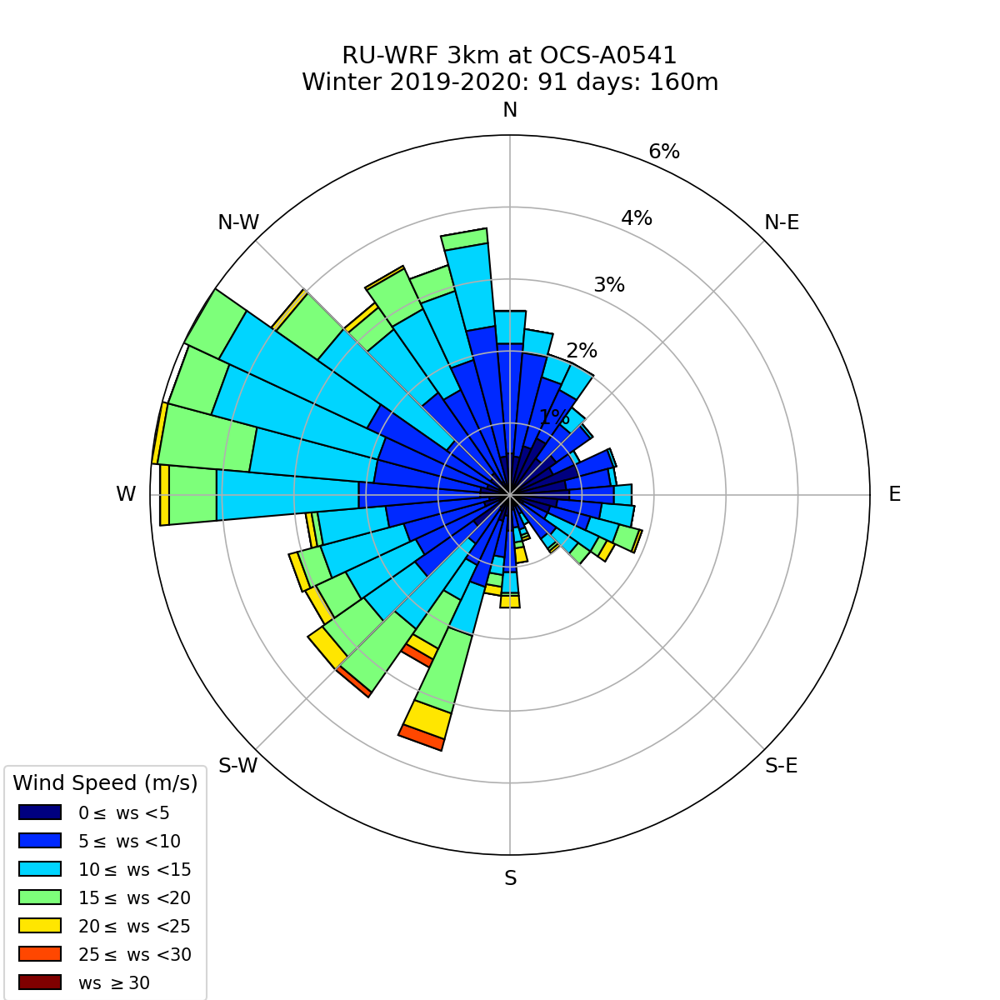 RU-WRF 3km at OCS-A0541
Winter 2019-2020: 91 days: 160m
N
6%
N-W
4%
N-E
3%
2%
1%
W
E
S-W
S-E
S
Wind Speed (m/s)
0≤ ws <5
5≤ ws <10
10≤ ws <15
15≤ ws <20
20≤ ws <25
25≤ ws <30
ws ≥30